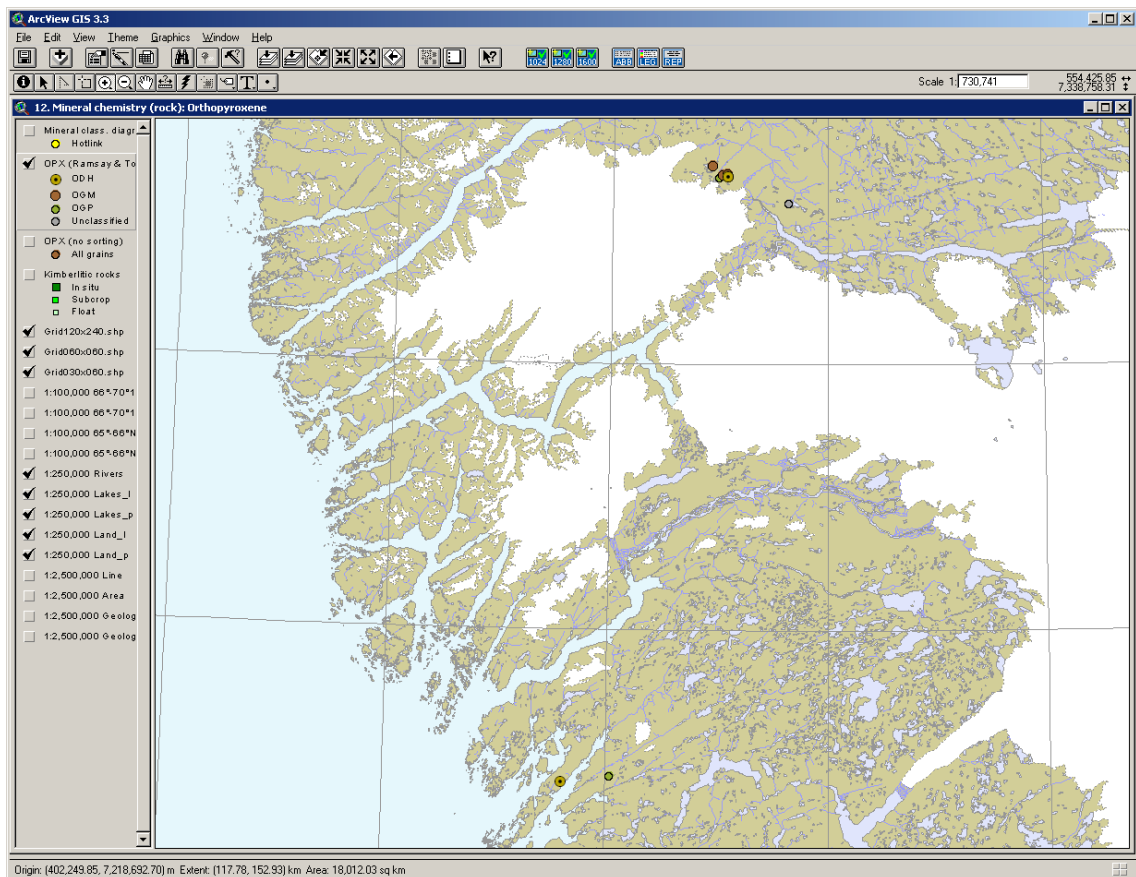 ArcView GIS 3.3
File Edit View Theme Graphics Window Help
1024 1280 1600 ABB LEG REP
Scale 1: 730,741
554,425.85
7,338,758.31
12. Mineral chemistry (rock): Orthopyroxene
Mineral class. diagr
Hotlink
OPX (Ramsay & To
ODH
OGM
OGP
Unclassified
OPX (no sorting)
All grains
Kimberlitic rocks
In situ
Subcrop
Float
Grid120x240.shp
Grid060x060.shp
Grid030x060.shp
1:100,000 66°-70°1
1:100,000 66°-70°1
1:100,000 65°-66°N
1:100,000 65°-66°N
1:250,000 Rivers
1:250,000 Lakes_l
1:250,000 Lakes_p
1:250,000 Land_l
1:250,000 Land_p
1:2,500,000 Line
1:2,500,000 Area
1:2,500,000 Geolog
1:2,500,000 Geolog
Origin: (402,249.85, 7,218,692.70) m Extent: (117.78, 152.93) km Area: 18,012.03 sq km